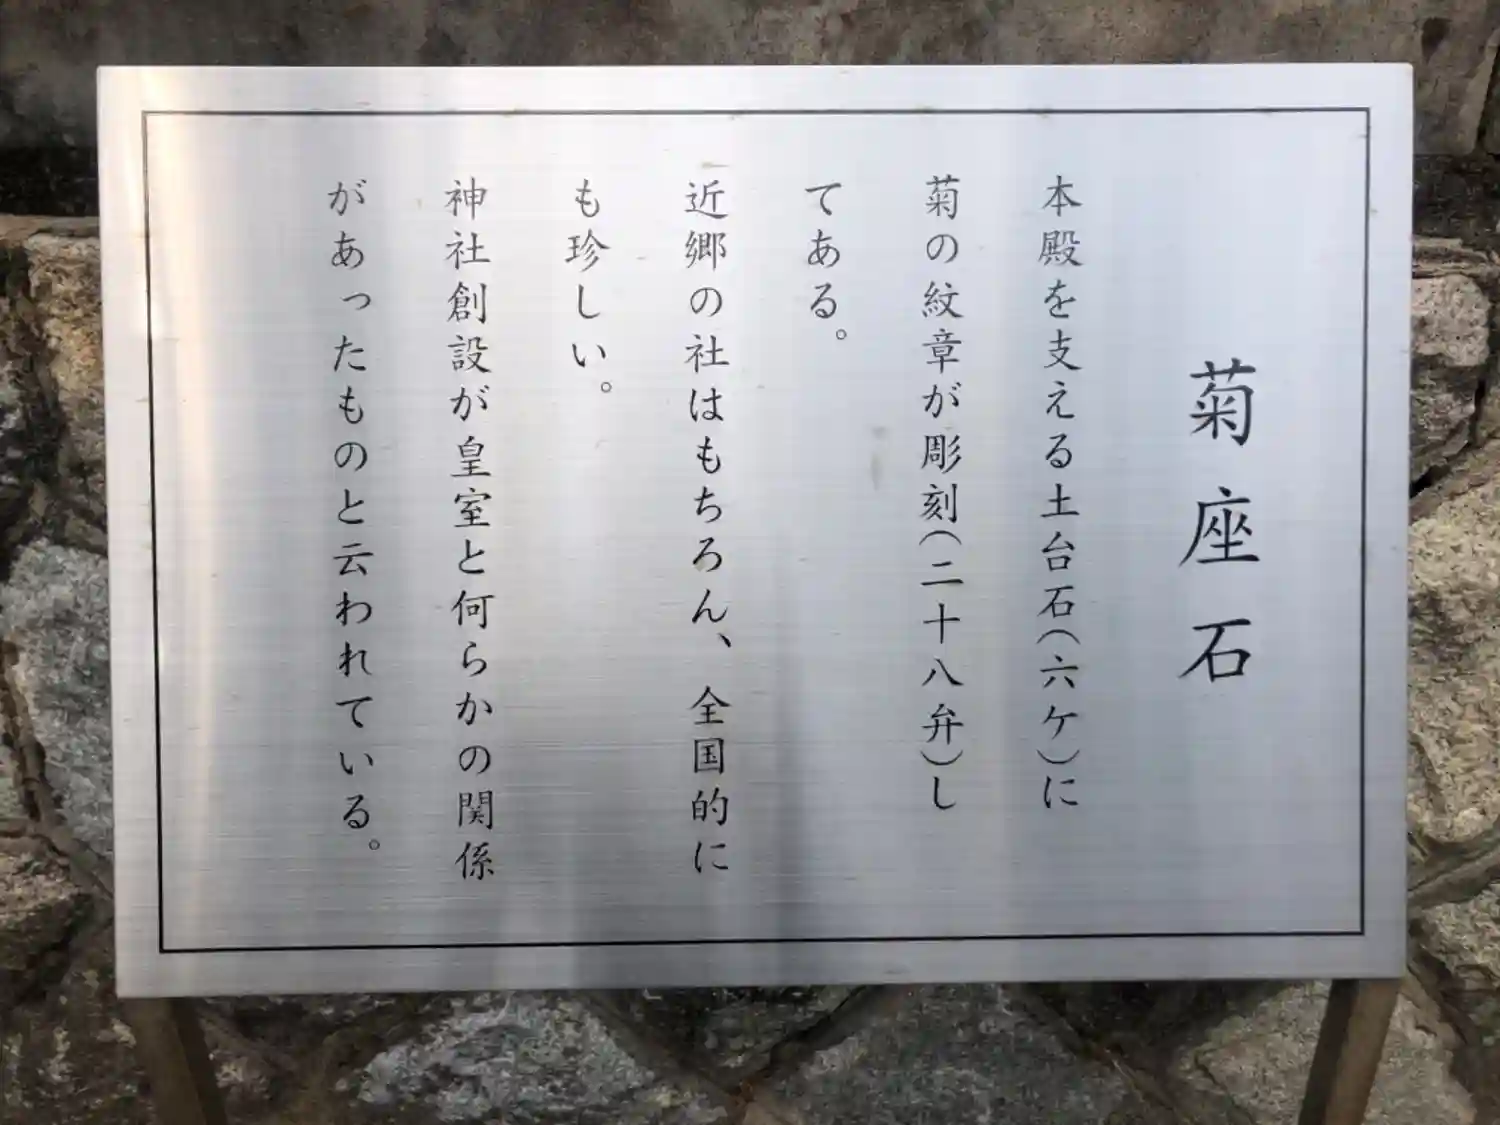 菊座石
本殿を支える土台石(六ケ)に
菊の紋章が彫刻(二十八弁)し
てある。
近郷の社はもちろん、全国的に
も珍しい。
神社創設が皇室と何らかの関係
があったものと云われている。